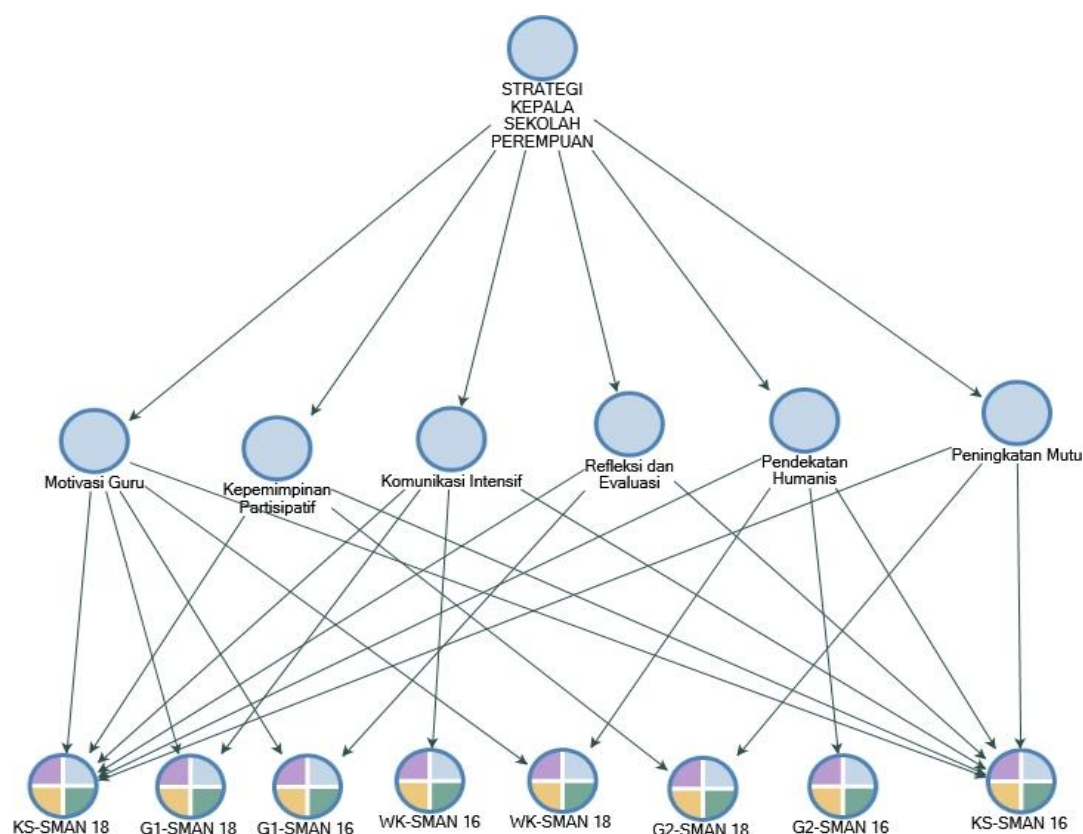 STRATEGI
KEPALA
SEKOLAH
PEREMPUAN
Motivasi Guru
Kepemimpinan
Partisipatif
Komunikasi Intensif
Refleksi dan
Evaluasi
Pendekatan
Humanis
Peningkatan Mutu
KS-SMAN 18
G1-SMAN 18
G1-SMAN 16
WK-SMAN 16
WK-SMAN 18
G2-SMAN 18
G2-SMAN 16
KS-SMAN 16